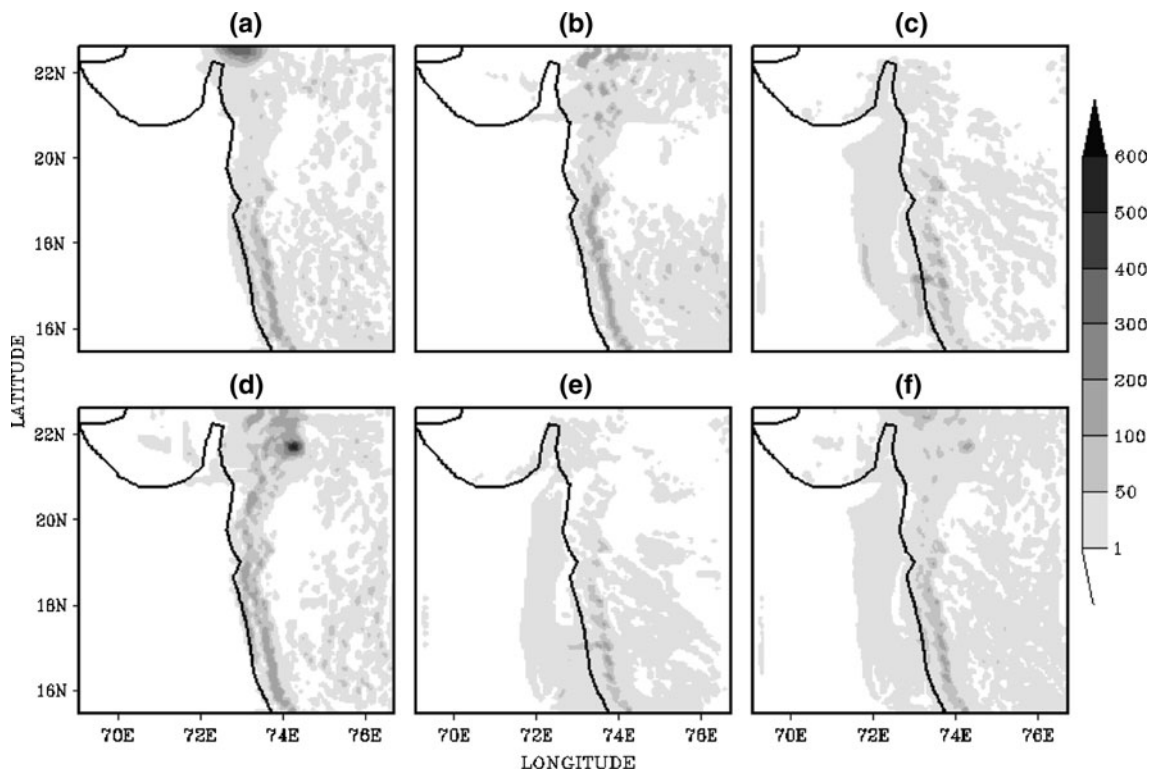 (a) (b) (c)
22N
20N
18N
16N
600
500
400
300
200
100
50
1
LATITUDE
(d) (e) (f)
22N
20N
18N
16N
70E 72E 74E 76E 70E 72E 74E 76E 70E 72E 74E 76E
LONGITUDE